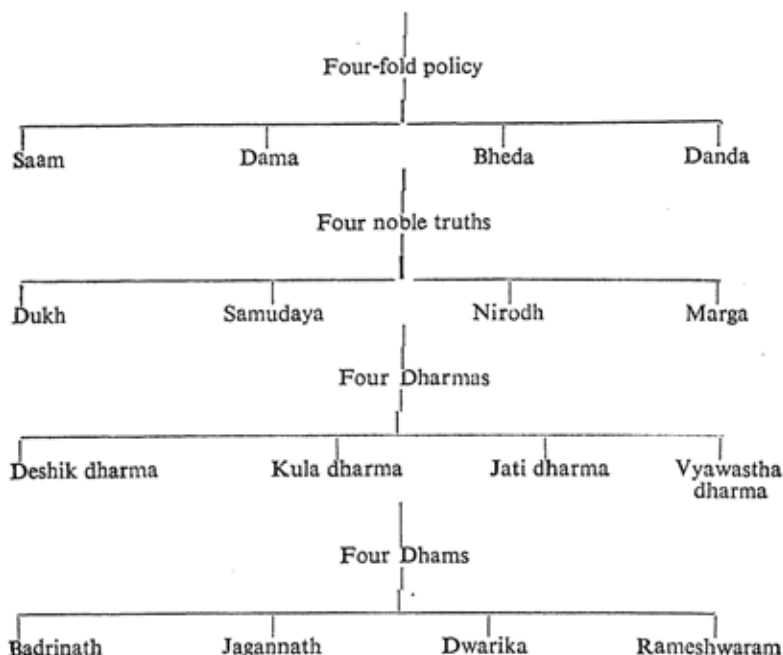 Four-fold policy
Saam Dama Bheda Danda
Four noble truths
Dukh Samudaya Nirodh Marga
Four Dharmas
Deshik dharma Kula dharma Jati dharma Vyawastha
dharma
Four Dhams
Badrinath Jagannath Dwarika Rameshwaram